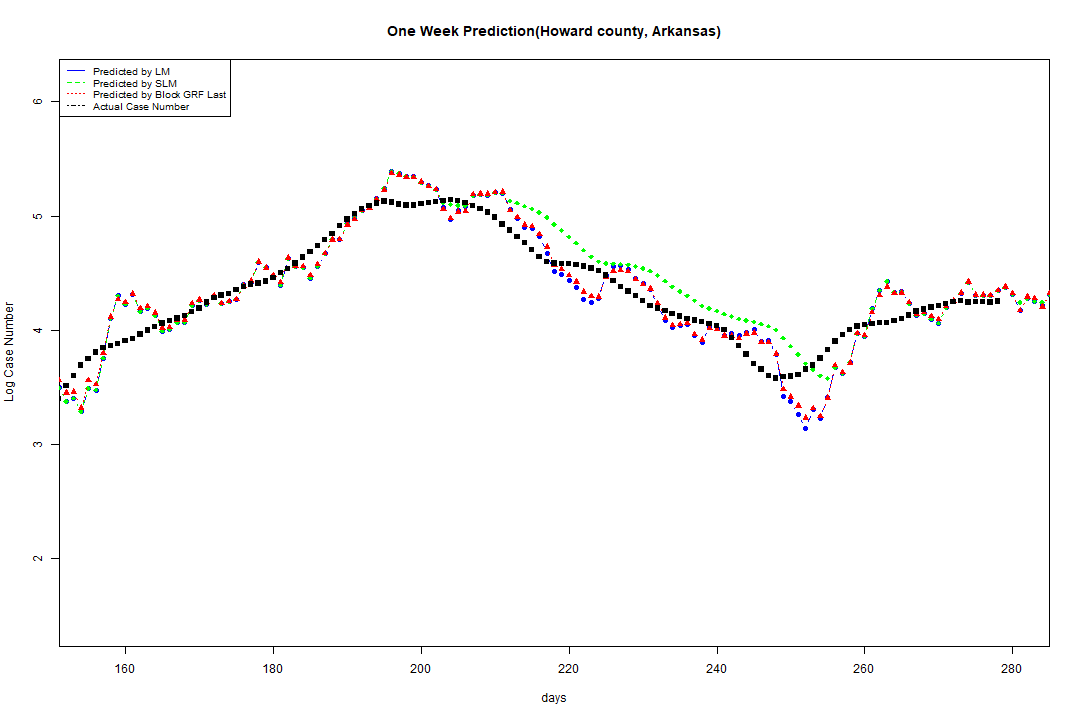 One Week Prediction(Howard county, Arkansas)
Predicted by LM
Predicted by SLM
Predicted by Block GRF Last
Actual Case Number
6
5
4
3
2
Log Case Number
160 180 200 220 240 260 280
days